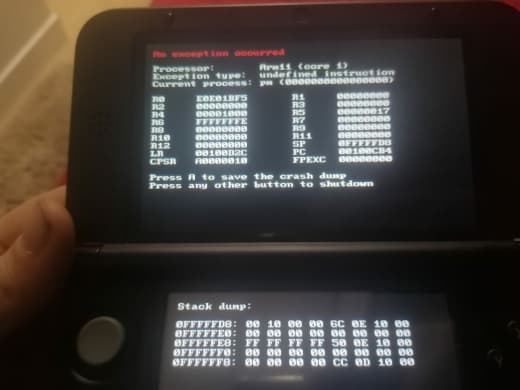 An exception occurred
Processor: Arm11 (core 1)
Exception type: undefined instruction
Current process: pm (0000000000000000)
R0 E0E01BF5 R1 00000000
R2 00000000 R3 00000000
R4 00001000 R5 00000017
R6 FFFFFFFE R7 00000000
R8 00000000 R9 00000000
R10 00000000 R11 00000000
R12 00000000 SP 0FFFFFD8
LR 00100D2C PC 00100CB4
CPSR A0000010 FPEXC 00000000
Press A to save the crash dump
Press any other button to shutdown
Stack dump:
0FFFFFD8: 00 10 00 00 6C 0E 10 00
0FFFFFE0: 00 00 00 00 00 00 00 00
0FFFFFE8: FF FF FF FF 50 0E 10 00
0FFFFFF0: 00 00 00 00 00 00 00 00
0FFFFFF8: 00 00 00 00 CC 0D 10 00